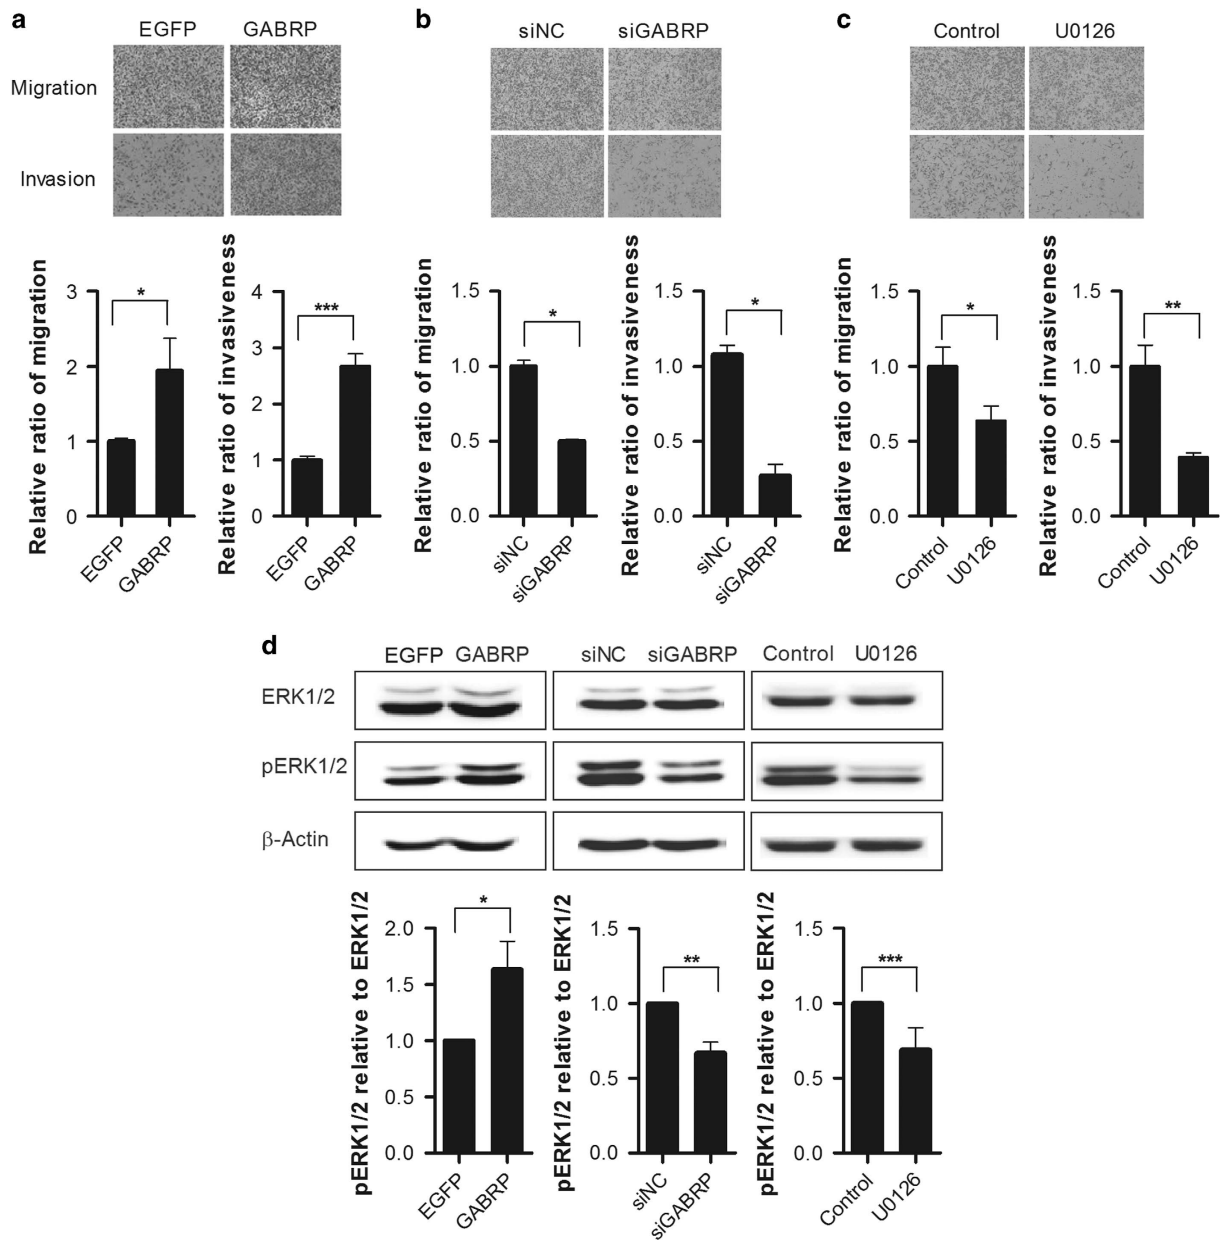 a
EGFP GABRP
Migration
Invasion
Relative ratio of migration
3
2
1
0
*
EGFP
GABRP
Relative ratio of invasiveness
4
3
2
1
0
***
EGFP
GABRP
b
siNC siGABRP
Relative ratio of migration
1.5
1.0
0.5
0.0
*
siNC
siGABRP
Relative ratio of invasiveness
1.5
1.0
0.5
0.0
*
siNC
siGABRP
c
Control U0126
Relative ratio of migration
1.5
1.0
0.5
0.0
*
Control
U0126
Relative ratio of invasiveness
1.5
1.0
0.5
0.0
**
Control
U0126
d
EGFP GABRP siNC siGABRP Control U0126
ERK1/2
pERK1/2
β-Actin
pERK1/2 relative to ERK1/2
2.0
1.5
1.0
0.5
0.0
*
EGFP
GABRP
pERK1/2 relative to ERK1/2
1.5
1.0
0.5
0.0
**
siNC
siGABRP
pERK1/2 relative to ERK1/2
1.5
1.0
0.5
0.0
***
Control
U0126